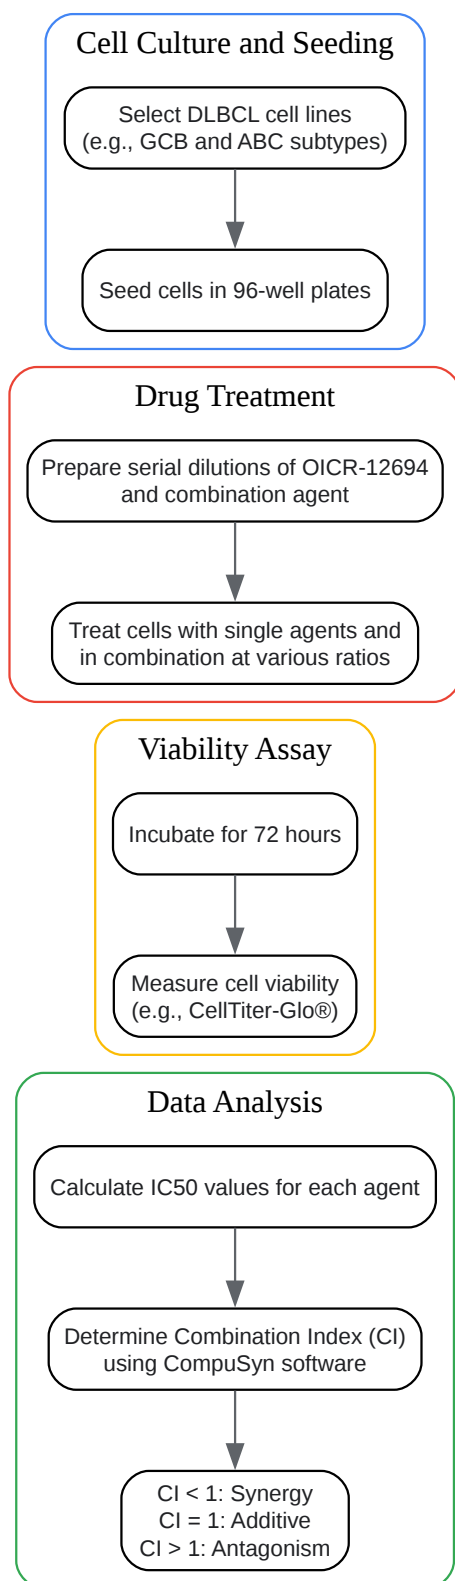 Cell Culture and Seeding
Select DLBCL cell lines
(e.g., GCB and ABC subtypes)
Seed cells in 96-well plates
Drug Treatment
Prepare serial dilutions of OICR-12694
and combination agent
Treat cells with single agents and
in combination at various ratios
Viability Assay
Incubate for 72 hours
Measure cell viability
(e.g., CellTiter-Glo®)
Data Analysis
Calculate IC50 values for each agent
Determine Combination Index (CI)
using CompuSyn software
CI < 1: Synergy
CI = 1: Additive
CI > 1: Antagonism